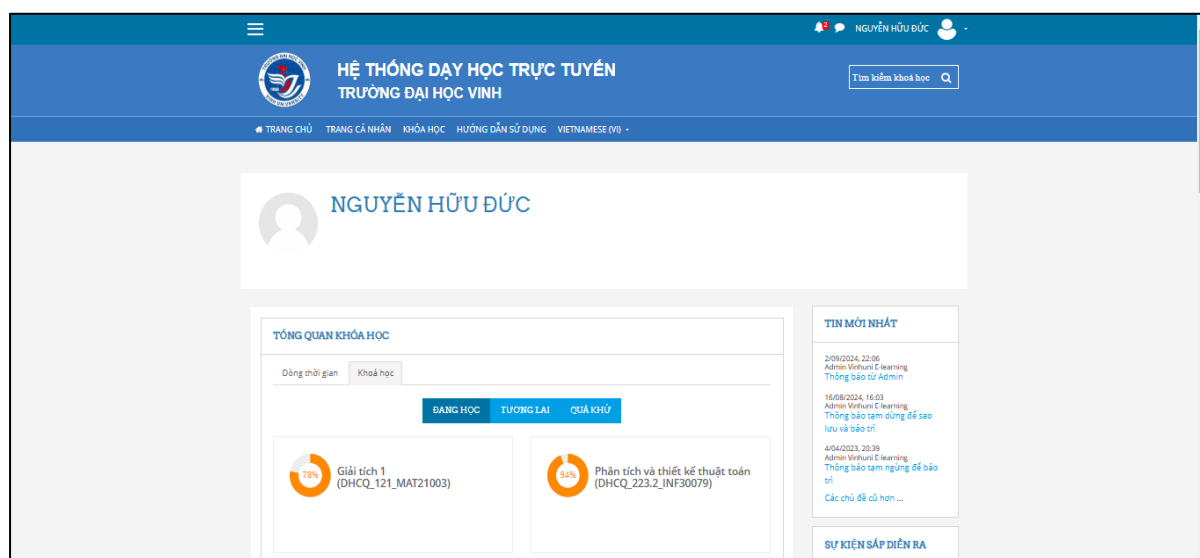 2
NGUYỄN HỮU ĐỨC
HỆ THỐNG DẠY HỌC TRỰC TUYẾN
TRƯỜNG ĐẠI HỌC VINH
Tìm kiếm khoá học
TRANG CHỦ TRANG CÁ NHÂN KHÓA HỌC HƯỚNG DẪN SỬ DỤNG VIETNAMESE (VI)
NGUYỄN HỮU ĐỨC
TỔNG QUAN KHÓA HỌC
Dòng thời gian Khoá học
ĐANG HỌC TƯƠNG LAI QUÁ KHỨ
78%
Giải tích 1
(DHCQ_121_MAT21003)
94%
Phân tích và thiết kế thuật toán
(DHCQ_223.2_INF30079)
TIN MỚI NHẤT
2/09/2024, 22:06
Admin Vinhuni E-learning
Thông báo từ Admin
16/08/2024, 16:03
Admin Vinhuni E-learning
Thông báo tạm dừng để sao
lưu và bảo trì
4/04/2023, 20:39
Admin Vinhuni E-learning
Thông báo tạm ngừng để bảo
trì
Các chủ đề cũ hơn ...
SỰ KIỆN SẮP DIỄN RA